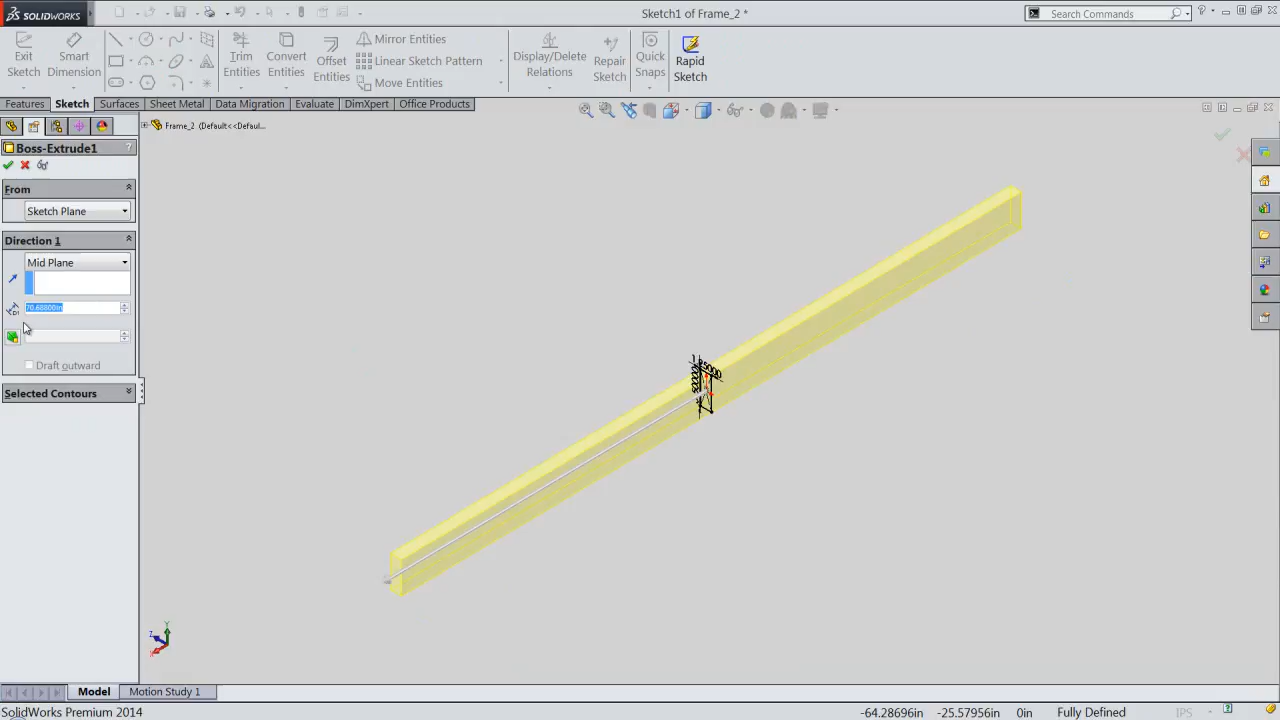 SOLIDWORKS
Sketch1 of Frame_2 *
Search Commands
Exit Sketch
Smart Dimension
Trim Entities
Convert Entities
Offset Entities
Mirror Entities
Linear Sketch Pattern
Move Entities
Display/Delete Relations
Repair Sketch
Quick Snaps
Rapid Sketch
Features Sketch Surfaces Sheet Metal Data Migration Evaluate DimXpert Office Products
Frame_2 (Default<<Defaul...
Boss-Extrude1
?
From
Sketch Plane
Direction 1
Mid Plane
70.68800in
Draft outward
Selected Contours
Y
Z
X
Model Motion Study 1
SolidWorks Premium 2014
-64.28696in -25.57956in 0in Fully Defined IPS